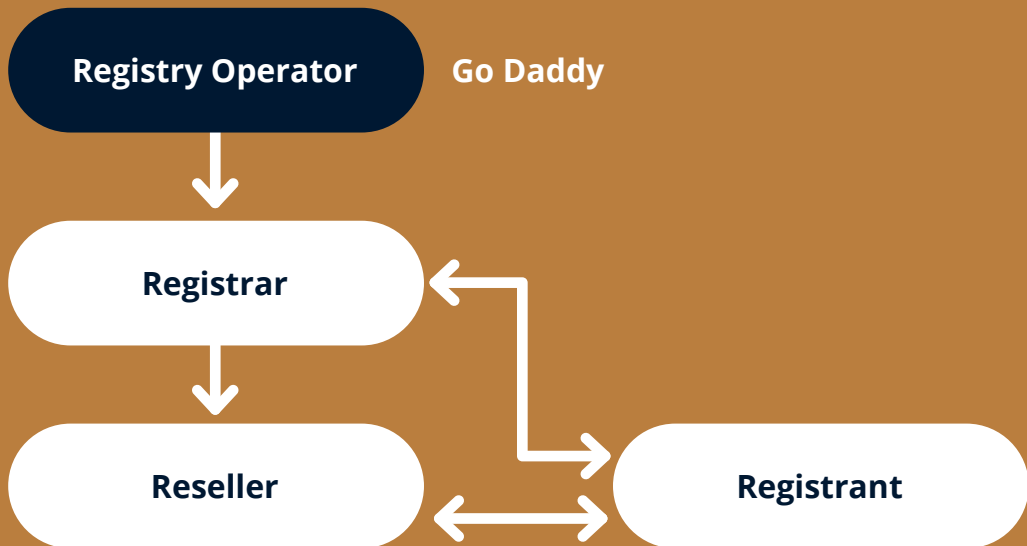 Registry Operator
Go Daddy
Registrar
Reseller
Registrant